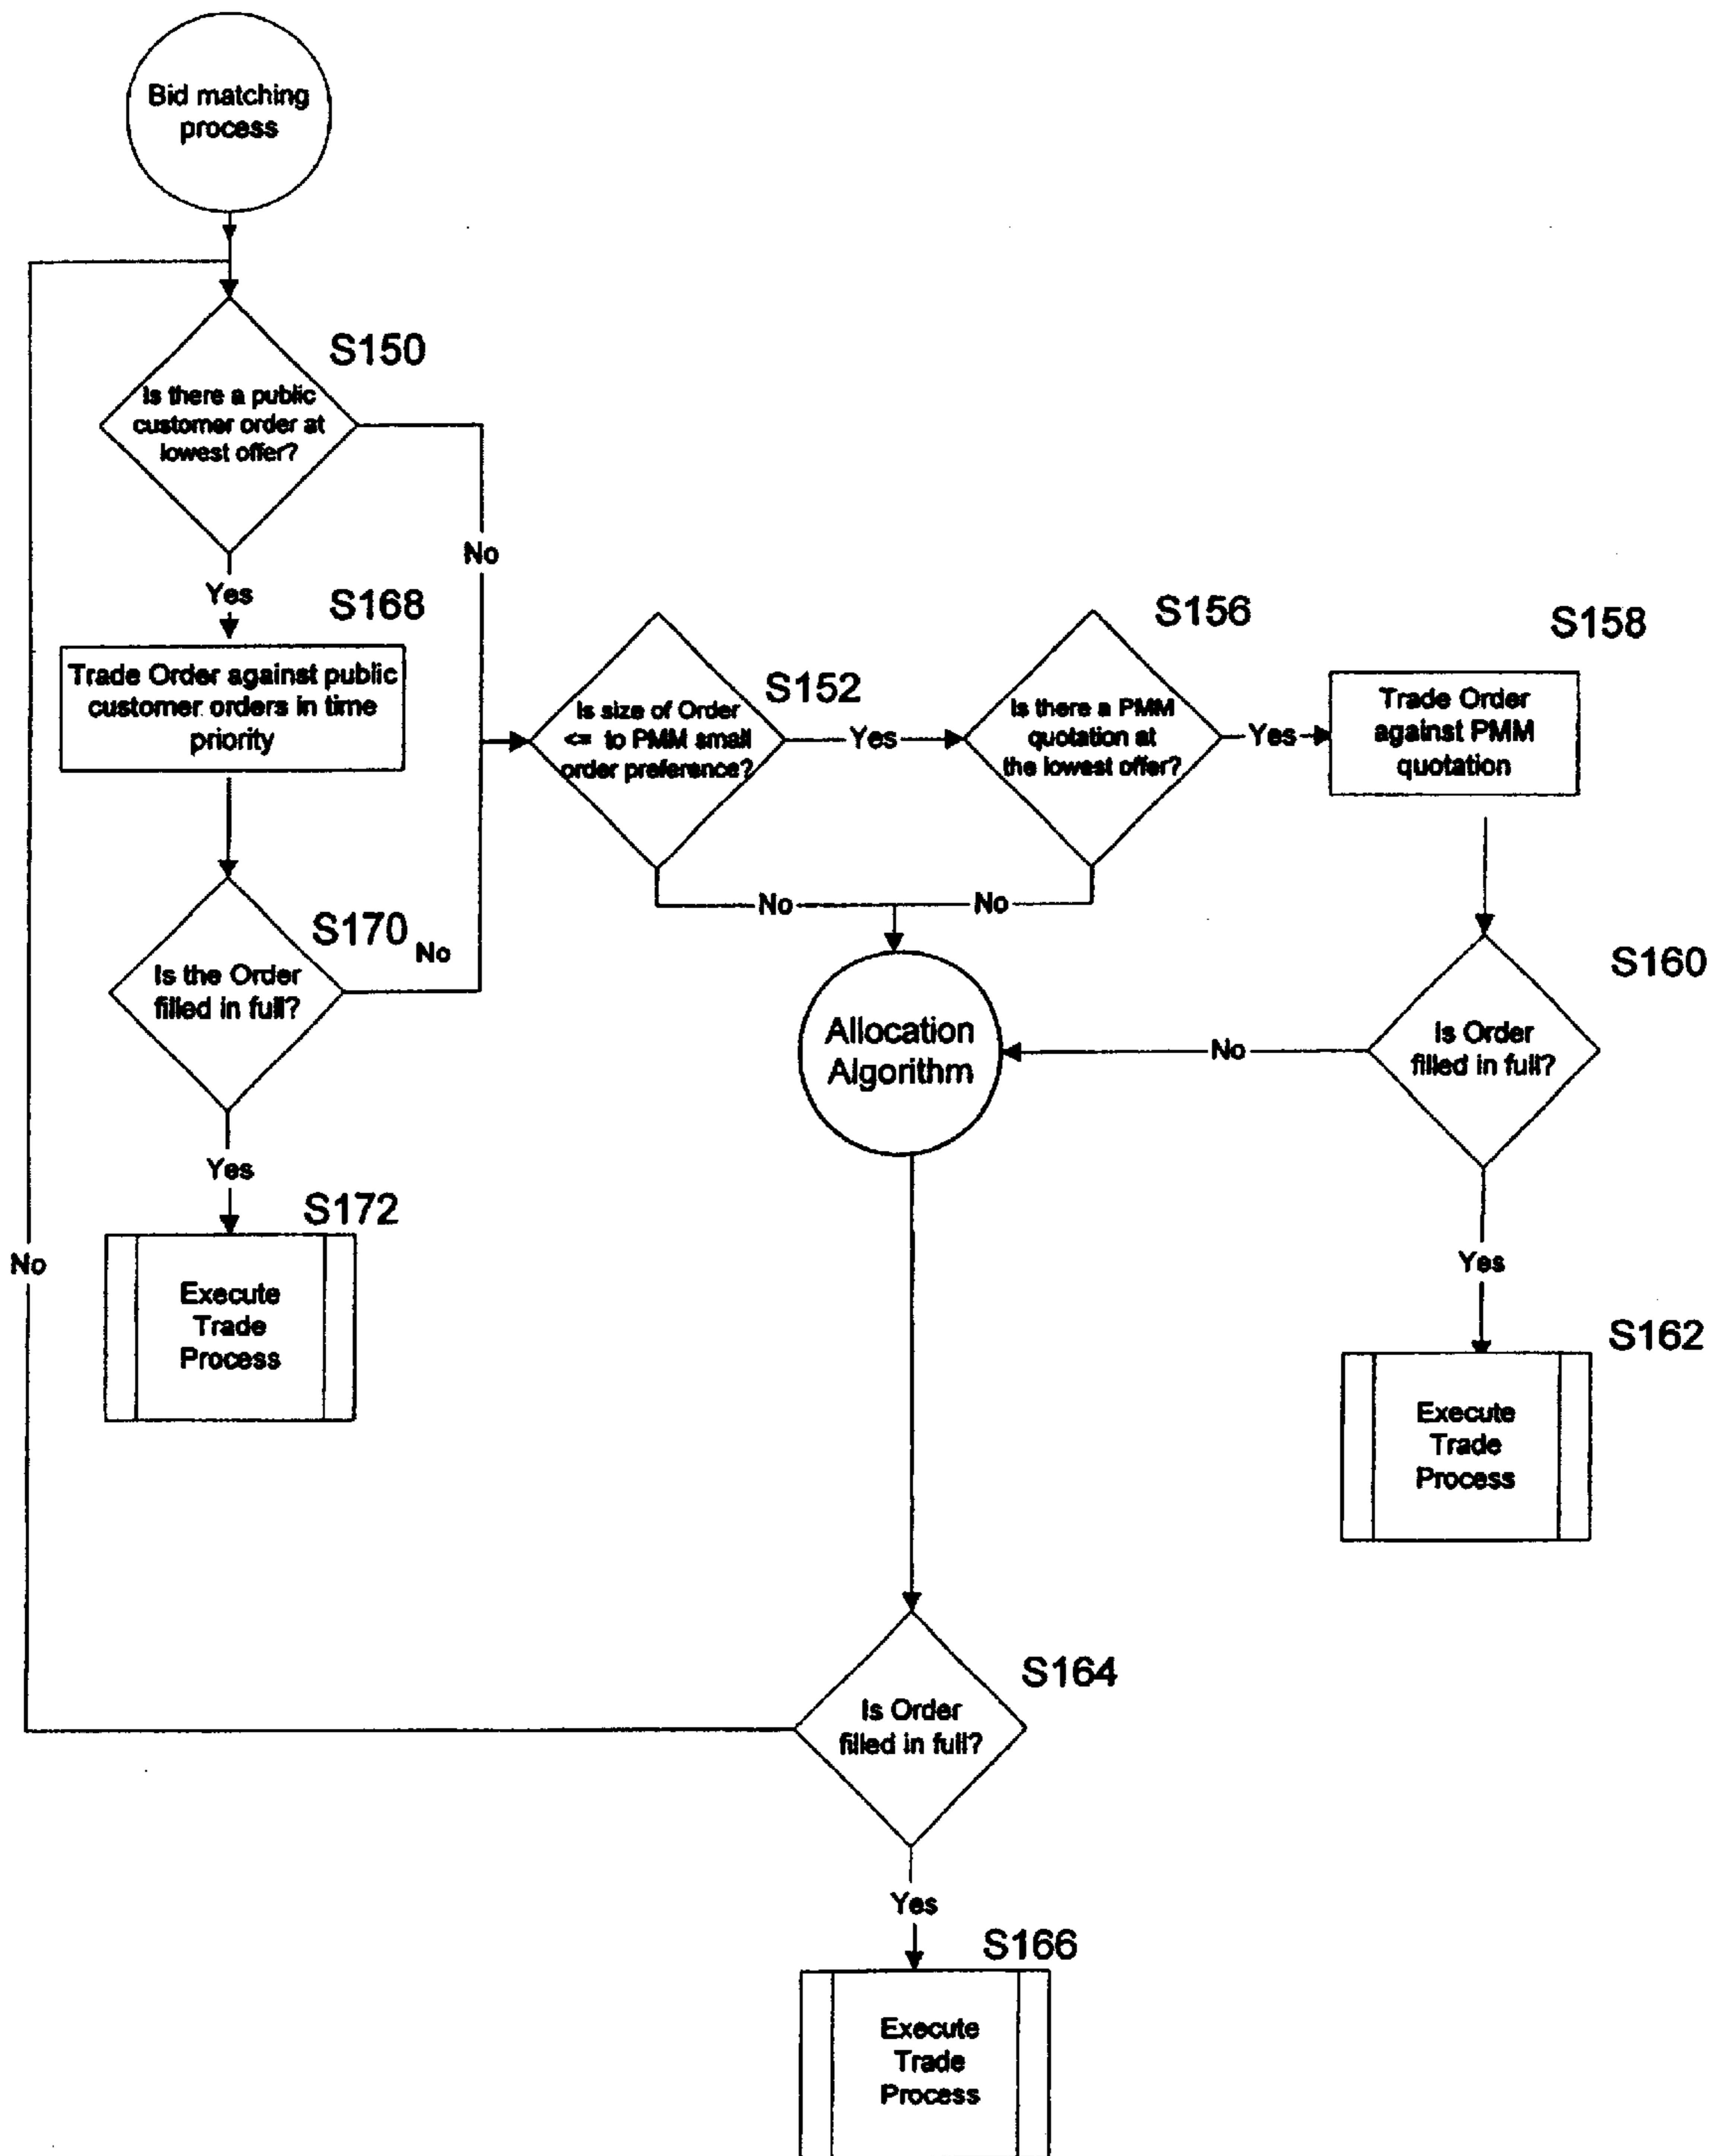 Bid matching
process
S150
Is there a public
customer order at
lowest offer?
No
Yes
S168
Trade Order against public
customer orders in time
priority
S152
Is size of Order
<= to PMM small
order preference?
Yes
S156
Is there a PMM
quotation at
the lowest offer?
Yes
S158
Trade Order
against PMM
quotation
No
No
S170
No
Is the Order
filled in full?
Allocation
Algorithm
No
S160
Is Order
filled in full?
Yes
S172
Execute
Trade
Process
No
Yes
S162
Execute
Trade
Process
S164
Is Order
filled in full?
Yes
S166
Execute
Trade
Process